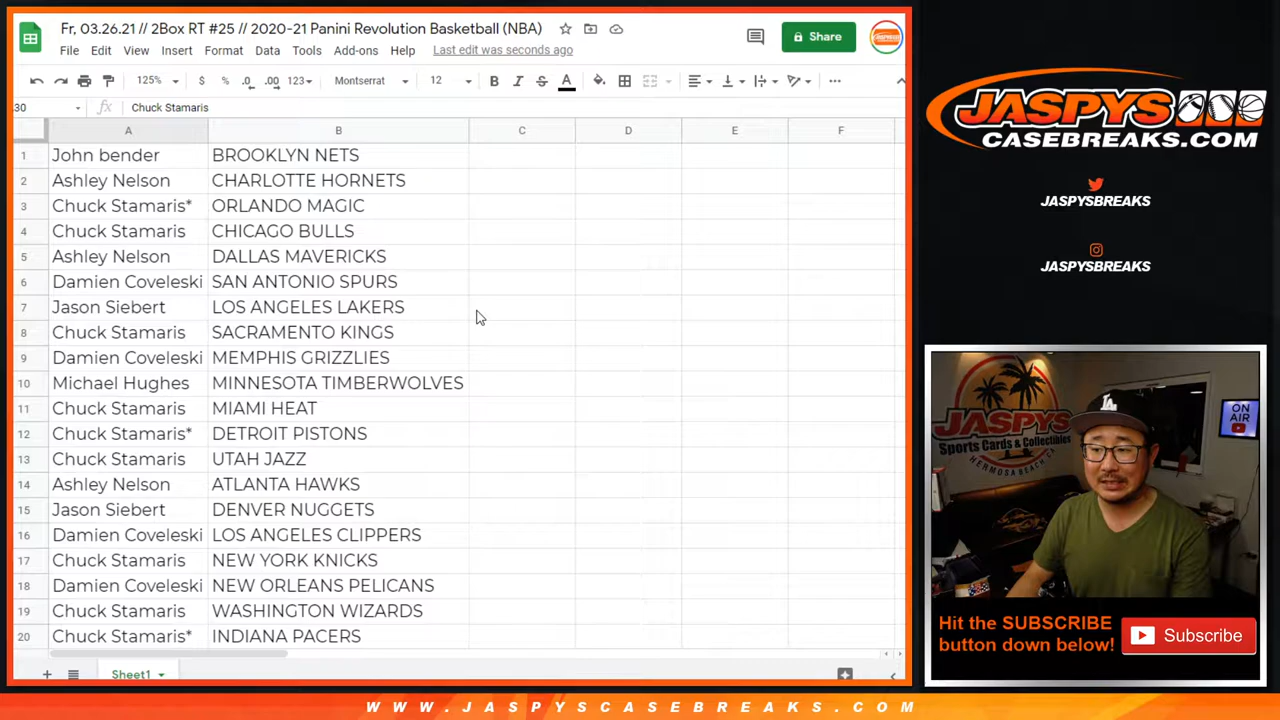 Fr, 03.26.21 // 2Box RT #25 // 2020-21 Panini Revolution Basketball (NBA)
File Edit View Insert Format Data Tools Add-ons Help Last edit was seconds ago
Share
125% $ % .0 .00 123 Montserrat 12 B I S A
30 fx Chuck Stamaris
A B C D E F
1 John bender BROOKLYN NETS
2 Ashley Nelson CHARLOTTE HORNETS
3 Chuck Stamaris* ORLANDO MAGIC
4 Chuck Stamaris CHICAGO BULLS
5 Ashley Nelson DALLAS MAVERICKS
6 Damien Coveleski SAN ANTONIO SPURS
7 Jason Siebert LOS ANGELES LAKERS
8 Chuck Stamaris SACRAMENTO KINGS
9 Damien Coveleski MEMPHIS GRIZZLIES
10 Michael Hughes MINNESOTA TIMBERWOLVES
11 Chuck Stamaris MIAMI HEAT
12 Chuck Stamaris* DETROIT PISTONS
13 Chuck Stamaris UTAH JAZZ
14 Ashley Nelson ATLANTA HAWKS
15 Jason Siebert DENVER NUGGETS
16 Damien Coveleski LOS ANGELES CLIPPERS
17 Chuck Stamaris NEW YORK KNICKS
18 Damien Coveleski NEW ORLEANS PELICANS
19 Chuck Stamaris WASHINGTON WIZARDS
20 Chuck Stamaris* INDIANA PACERS
Sheet1
JASPYS
CASEBREAKS.COM
JASPYSBREAKS
JASPYSBREAKS
JASPYS
Sports Cards & Collectibles
HERMOSA BEACH
LA
ON
AIR
Hit the SUBSCRIBE
button down below!
Subscribe
WWW.JASPYSCASEBREAKS.COM